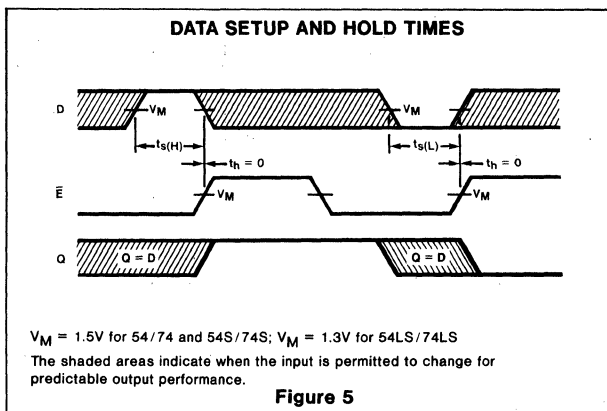 DATA SETUP AND HOLD TIMES
D
VM
VM
ts(H)
ts(L)
th = 0
th = 0
E̅
VM
VM
Q
Q = D
Q = D
VM = 1.5V for 54/74 and 54S/74S; VM = 1.3V for 54LS/74LS
The shaded areas indicate when the input is permitted to change for
predictable output performance.
Figure 5